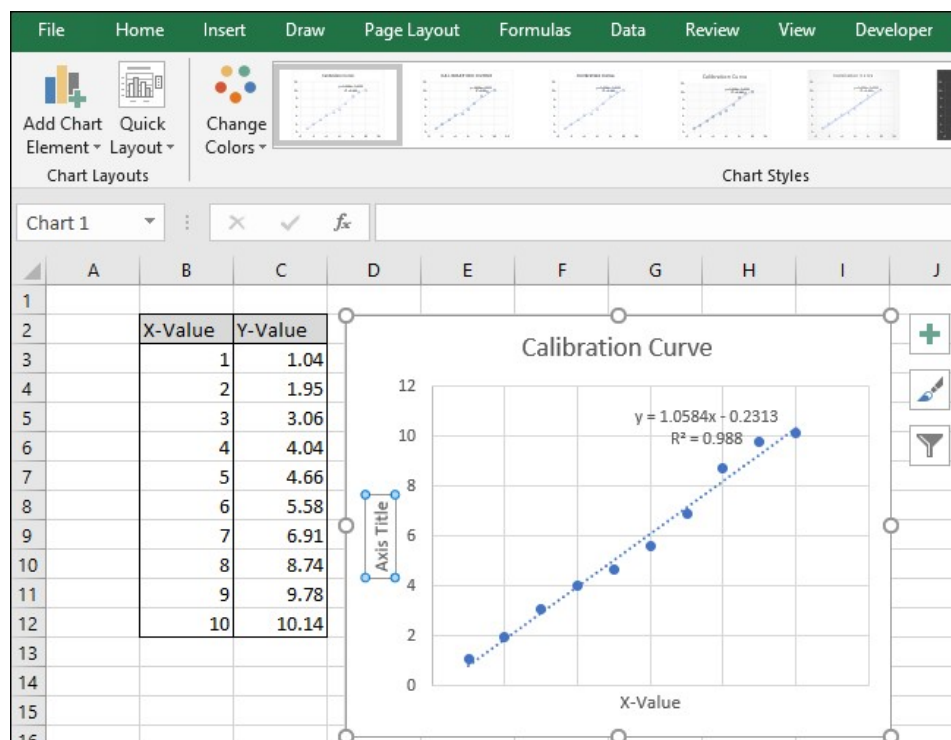 File Home Insert Draw Page Layout Formulas Data Review View Developer
Add Chart Element Quick Layout Change Colors
Chart Layouts Chart Styles
Chart 1 fx
A B C D E F G H I J
1
2 X-Value Y-Value
3 1 1.04
4 2 1.95
5 3 3.06
6 4 4.04
7 5 4.66
8 6 5.58
9 7 6.91
10 8 8.74
11 9 9.78
12 10 10.14
13
14
15
16
Calibration Curve
12
10
8
6
4
2
0
y = 1.0584x - 0.2313
R² = 0.988
Axis Title
X-Value